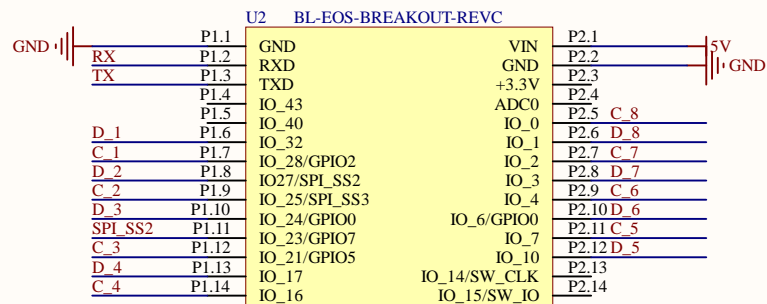 U2 BL-EOS-BREAKOUT-REVC
GND P1.1 GND VIN P2.1 5V
RX P1.2 RXD GND P2.2 GND
TX P1.3 TXD +3.3V P2.3
P1.4 IO_43 ADC0 P2.4
P1.5 IO_40 IO_0 P2.5 C_8
D_1 P1.6 IO_32 IO_1 P2.6 D_8
C_1 P1.7 IO_28/GPIO2 IO_2 P2.7 C_7
D_2 P1.8 IO27/SPI_SS2 IO_3 P2.8 D_7
C_2 P1.9 IO_25/SPI_SS3 IO_4 P2.9 C_6
D_3 P1.10 IO_24/GPIO0 IO_6/GPIO0 P2.10 D_6
SPI_SS2 P1.11 IO_23/GPIO7 IO_7 P2.11 C_5
C_3 P1.12 IO_21/GPIO5 IO_10 P2.12 D_5
D_4 P1.13 IO_17 IO_14/SW_CLK P2.13
C_4 P1.14 IO_16 IO_15/SW_IO P2.14